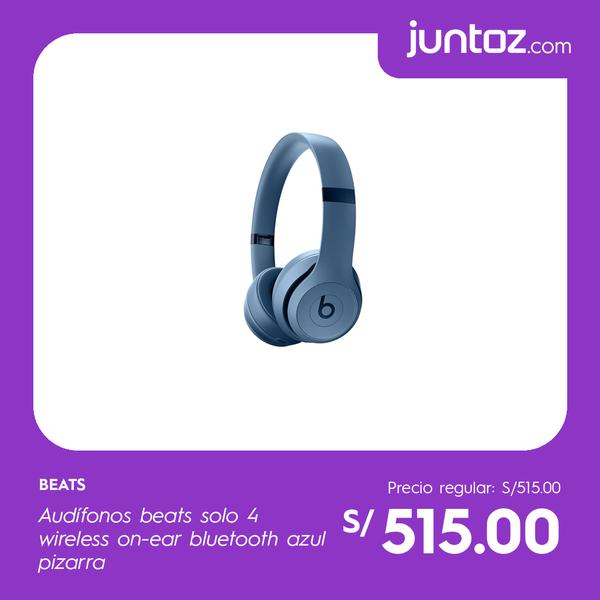 juntoz.com
b
BEATS
Audífonos beats solo 4
wireless on-ear bluetooth azul
pizarra
Precio regular: S/515.00
S/ 515.00